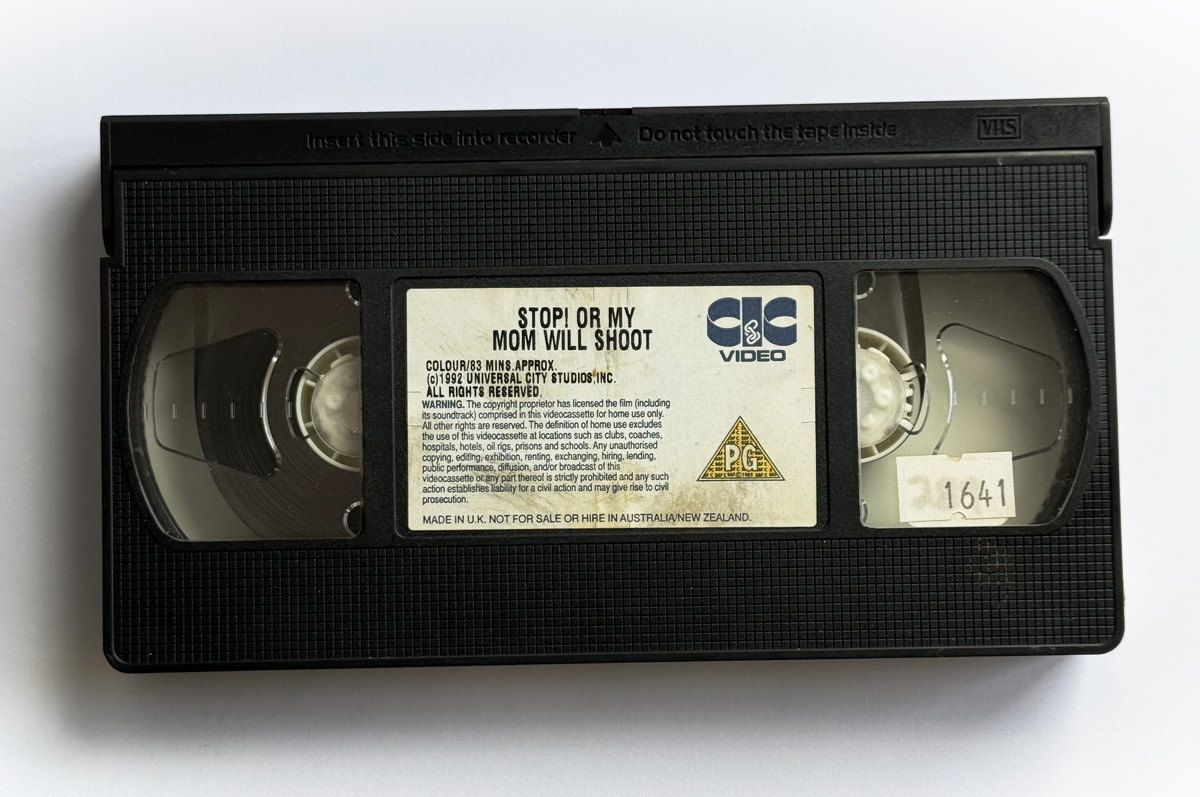 Insert this side into recorder Do not touch the tape inside VHS
STOP! OR MY
MOM WILL SHOOT
CIC
VIDEO
COLOUR/83 MINS.APPROX.
(c)1992 UNIVERSAL CITY STUDIOS,INC.
ALL RIGHTS RESERVED.
WARNING. The copyright proprietor has licensed the film (including
its soundtrack) comprised in this videocassette for home use only.
All other rights are reserved. The definition of home use excludes
the use of this videocassette at locations such as clubs, coaches,
hospitals, hotels, oil rigs, prisons and schools. Any unauthorised
copying, editing, exhibition, renting, exchanging, hiring, lending,
public performance, diffusion, and/or broadcast of this
videocassette or any part thereof is strictly prohibited and any such
action establishes liability for a civil action and may give rise to civil
prosecution.
PG
MADE IN U.K. NOT FOR SALE OR HIRE IN AUSTRALIA/NEW ZEALAND.
1641